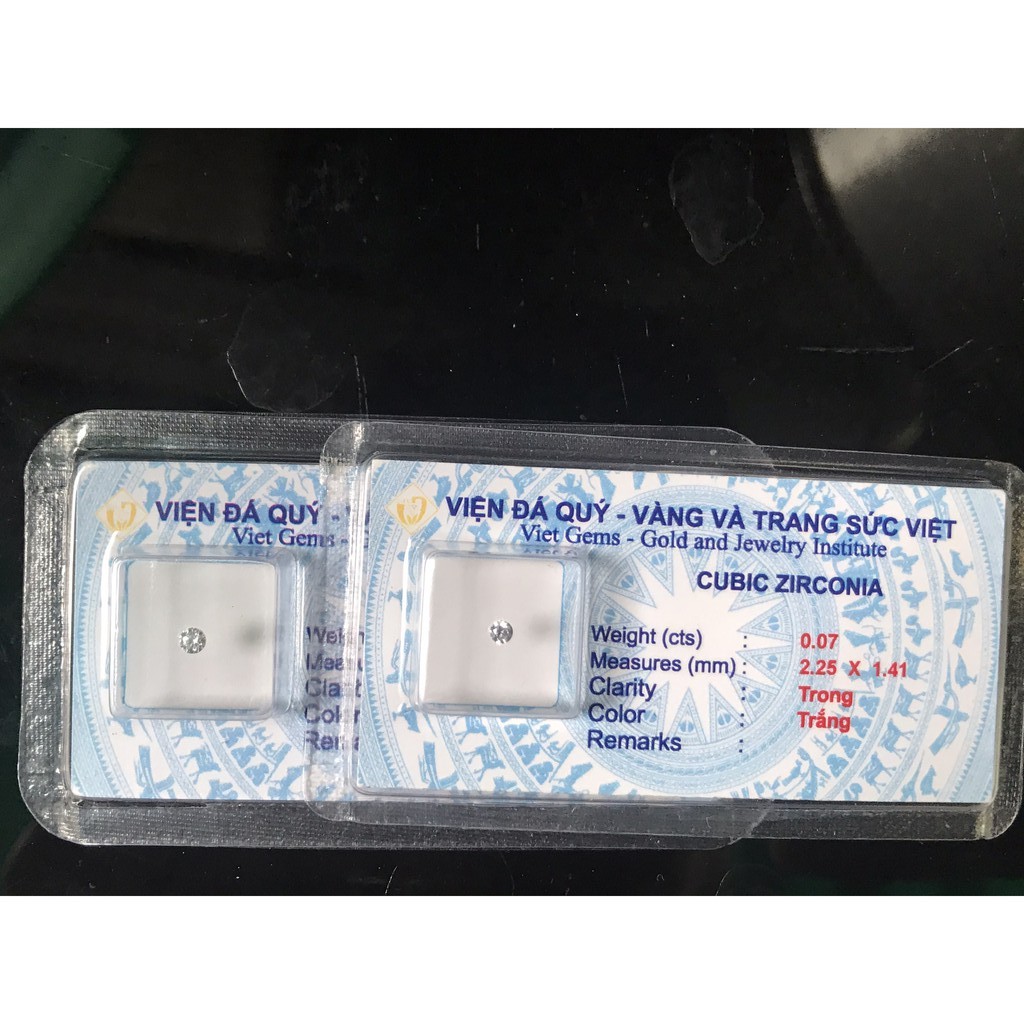 VIỆN ĐÁ QUÝ -
Viet Gems -
VIỆN ĐÁ QUÝ - VÀNG VÀ TRANG SỨC VIỆT
Viet Gems - Gold and Jewelry Institute
CUBIC ZIRCONIA
Weight (cts) : 0.07
Measures (mm) : 2.25 X 1.41
Clarity : Trong
Color : Trắng
Remarks :